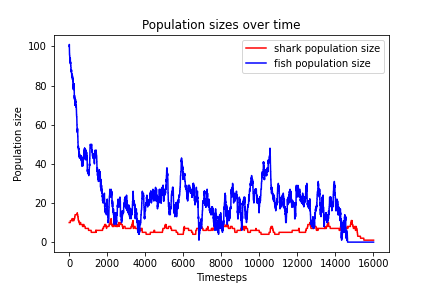 Population sizes over time
shark population size
fish population size
Population size
100
80
60
40
20
0
0 2000 4000 6000 8000 10000 12000 14000 16000
Timesteps